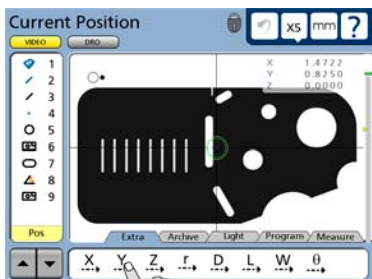 Current Position
VIDEO DRO
X5 mm ?
X 1.4722
Y 0.8250
Z 0.0000
1
2
3
4
5
6
7
8
9
Pos
Extra Archive Light Program Measure
X Y Z r D L W θ